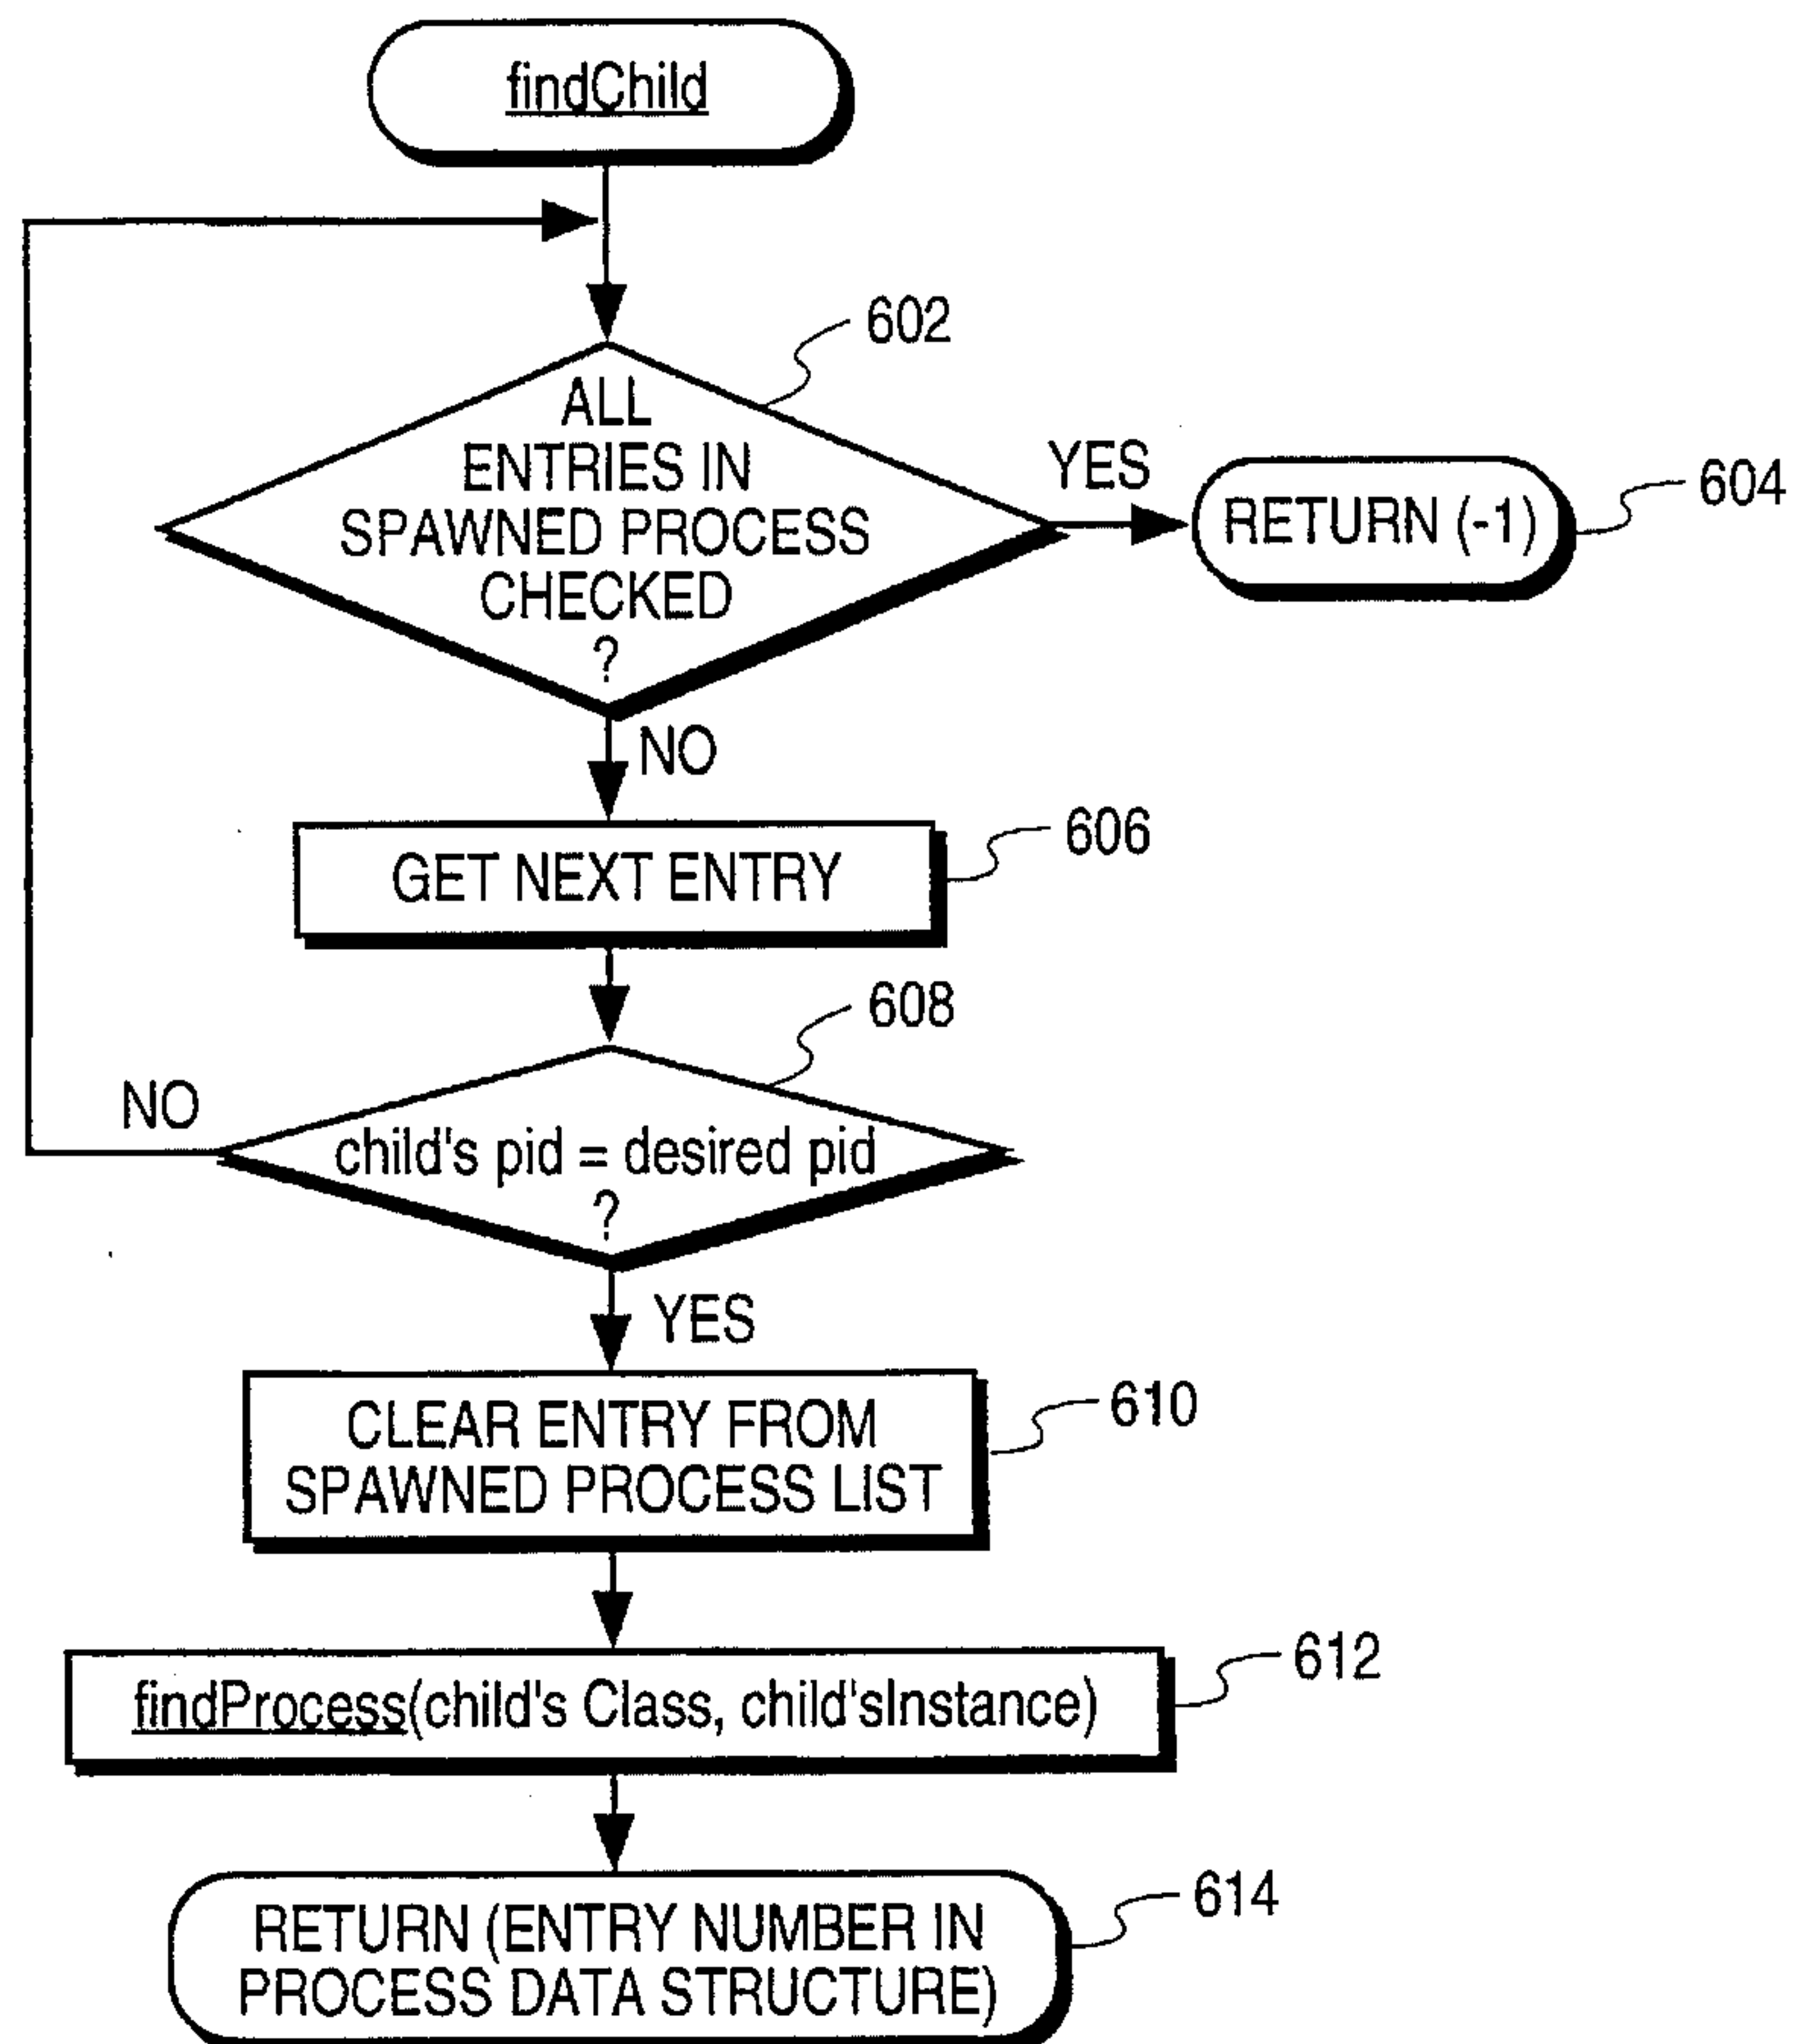 findChild
602
ALL
ENTRIES IN
SPAWNED PROCESS
CHECKED
?
YES
RETURN (-1)
604
NO
GET NEXT ENTRY
606
608
NO
child's pid = desired pid
?
YES
CLEAR ENTRY FROM
SPAWNED PROCESS LIST
610
findProcess(child's Class, child'sInstance)
612
RETURN (ENTRY NUMBER IN
PROCESS DATA STRUCTURE)
614